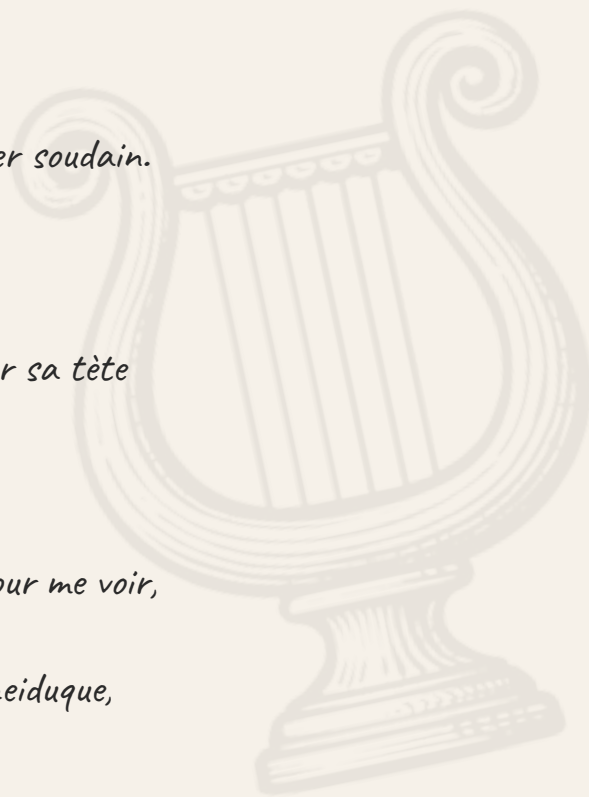 er soudain.
r sa tète
our me voir,
eiduque,